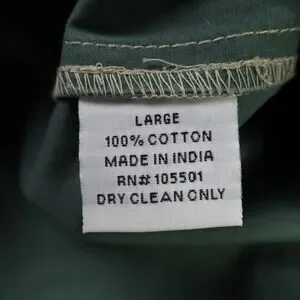 LARGE
100% COTTON
MADE IN INDIA
RN# 105501
DRY CLEAN ONLY